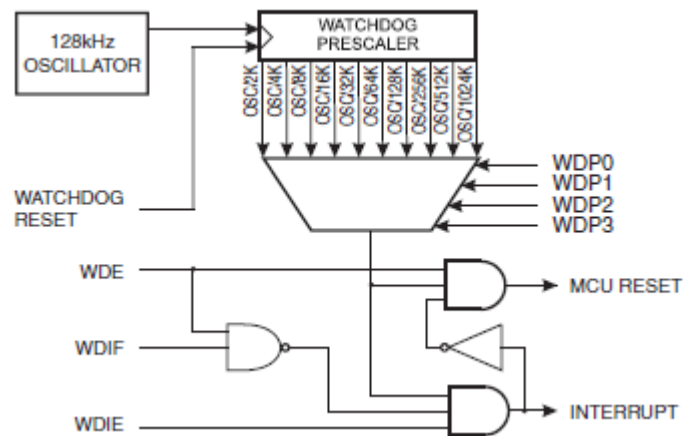 128kHz
OSCILLATOR
WATCHDOG
PRESCALER
OSC/2K
OSC/4K
OSC/8K
OSC/16K
OSC/32K
OSC/64K
OSC/128K
OSC/256K
OSC/512K
OSC/1024K
WATCHDOG
RESET
WDP0
WDP1
WDP2
WDP3
WDE
MCU RESET
WDIF
WDIE
INTERRUPT